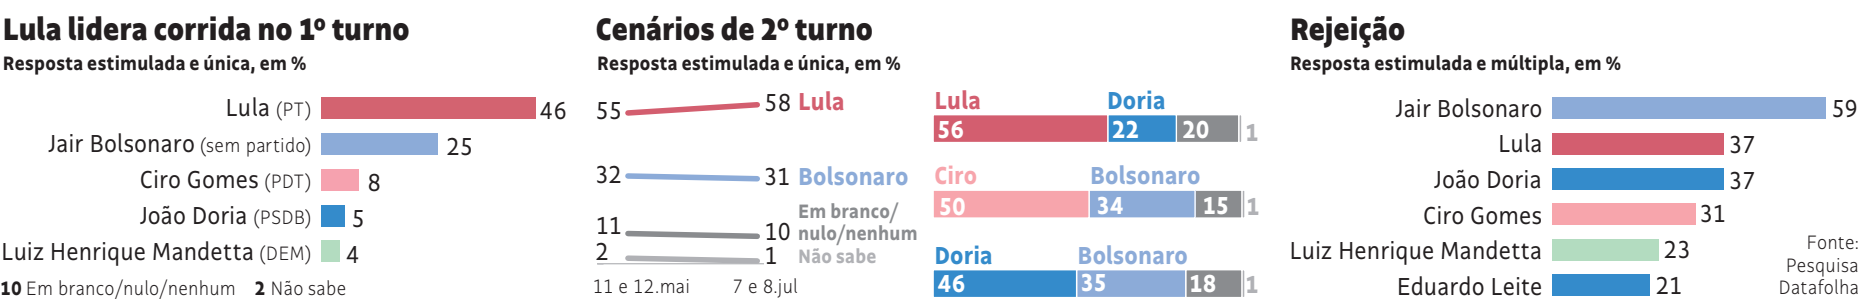 Lula lidera corrida no 1º turno
Resposta estimulada e única, em %
Lula (PT) 46
Jair Bolsonaro (sem partido) 25
Ciro Gomes (PDT) 8
João Doria (PSDB) 5
Luiz Henrique Mandetta (DEM) 4
10 Em branco/nulo/nenhum 2 Não sabe
Cenários de 2º turno
Resposta estimulada e única, em %
55 58 Lula
32 31 Bolsonaro
11 10 Em branco/
nulo/nenhum
2 1 Não sabe
11 e 12.mai 7 e 8.jul
Lula Doria
56 22 20 1
Ciro Bolsonaro
50 34 15 1
Doria Bolsonaro
46 35 18 1
Rejeição
Resposta estimulada e múltipla, em %
Jair Bolsonaro 59
Lula 37
João Doria 37
Ciro Gomes 31
Luiz Henrique Mandetta 23
Eduardo Leite 21
Fonte:
Pesquisa
Datafolha